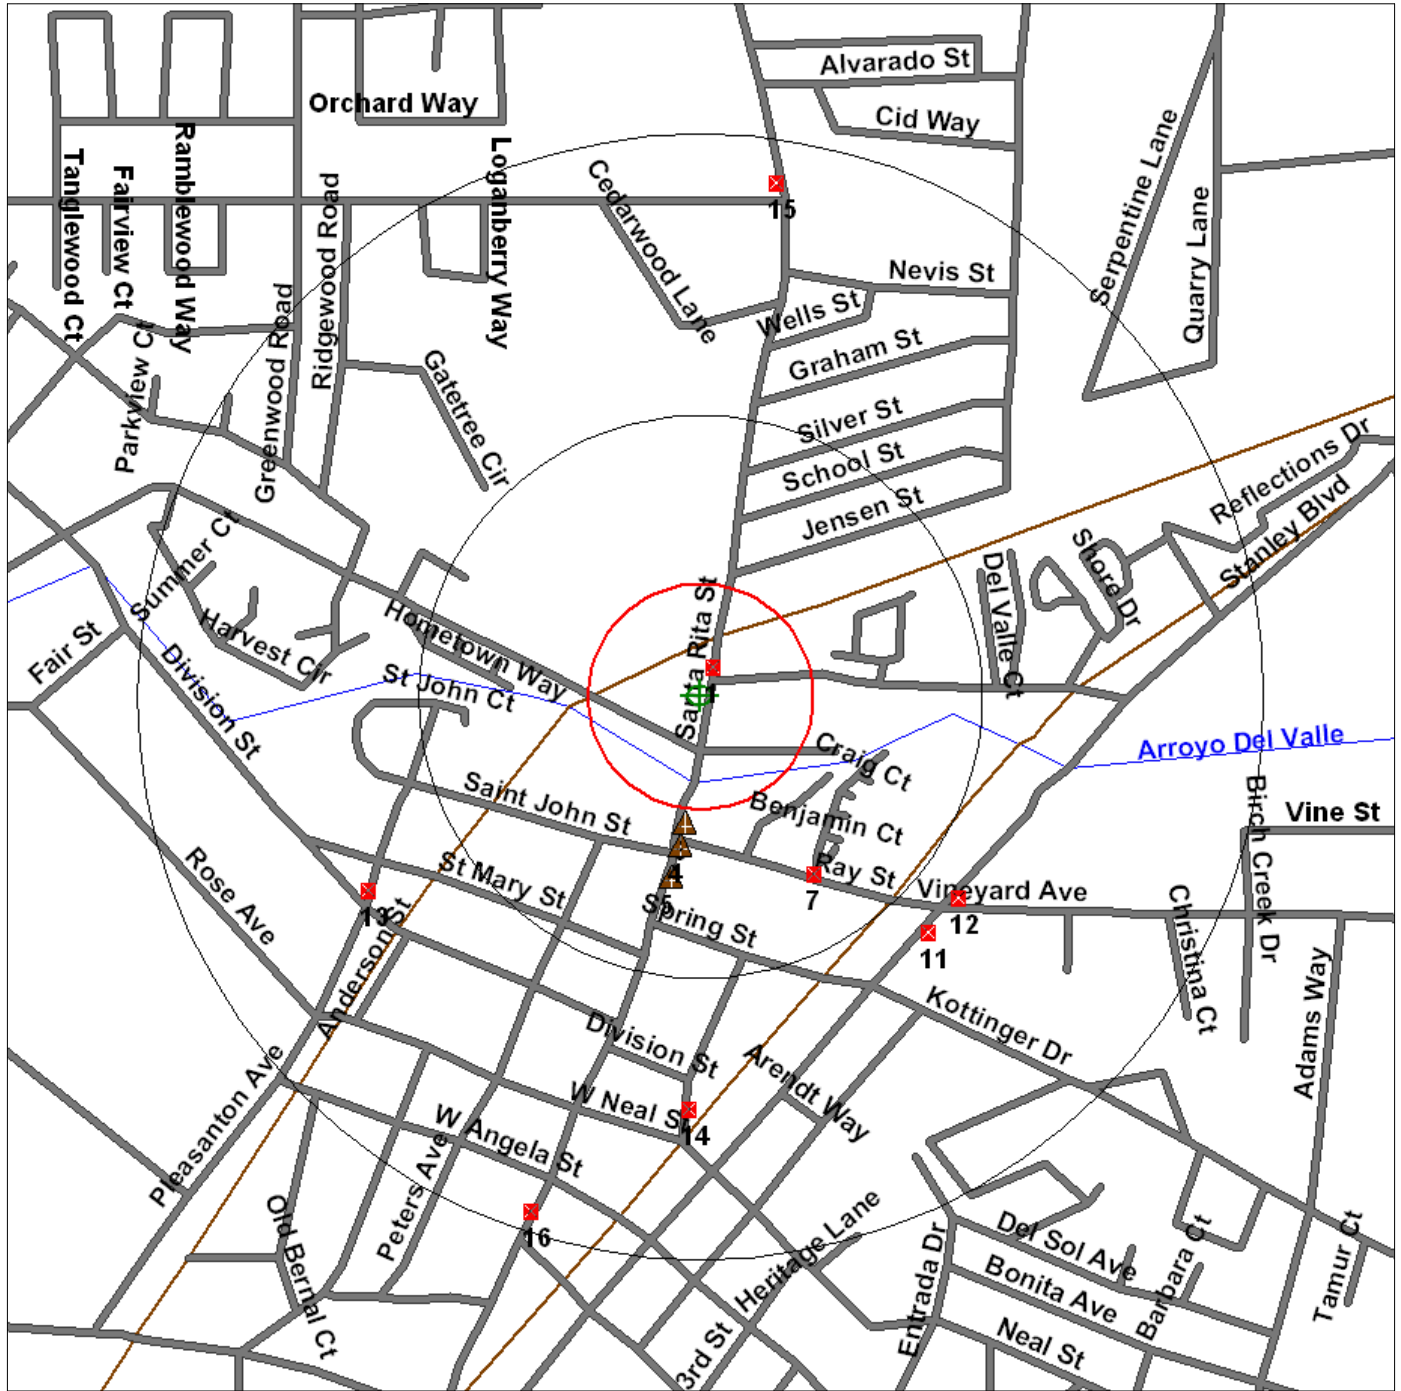 Alvarado St
Orchard Way
Cid Way
Tanglewood Ct
Fairview Ct
Ramblewood Way
Loganberry Way
Ridgewood Road
Cedarwood Lane
15
Serpentine Lane
Quarry Lane
Nevis St
Wells St
Graham St
Greenwood Road
Parkview Ct
Gatetree Cir
Silver St
School St
Jensen St
Reflections Dr
Stanley Blvd
Summer Ct
Shore Dr
Del Valle Ct
Santa Rita St
Hometown Way
Harvest Cir
Fair St
Division St
St John Ct
1
Craig Ct
Arroyo Del Valle
Saint John St
Benjamin Ct
Birch Creek Dr
Vine St
Rose Ave
St Mary St
4
5
Ray St
7
Vineyard Ave
12
11
13
Spring St
Anderson St
Christina Ct
Adams Way
Kottinger Dr
Division St
Arendt Way
Pleasanton Ave
W Neal St
14
W Angela St
Peters Ave
Old Bernal Ct
16
Heritage Lane
Entrada Dr
Del Sol Ave
Bonita Ave
Barbara Ct
Tamur Ct
Neal St
3rd St